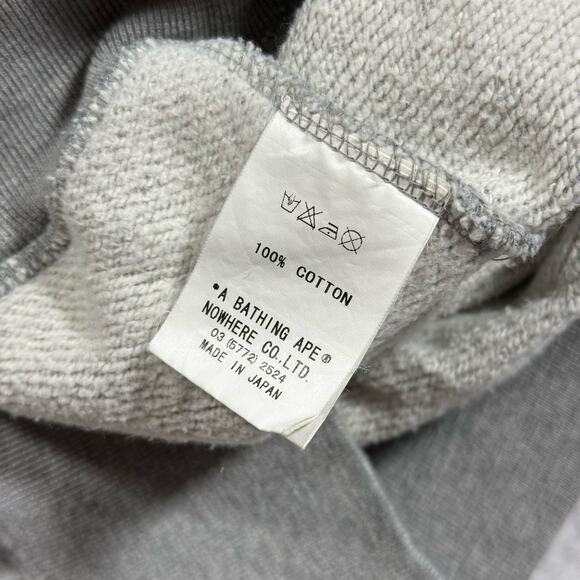 100% COTTON
•A BATHING APE®
NOWHERE CO.,LTD.
03 (5772) 2524
MADE IN JAPAN